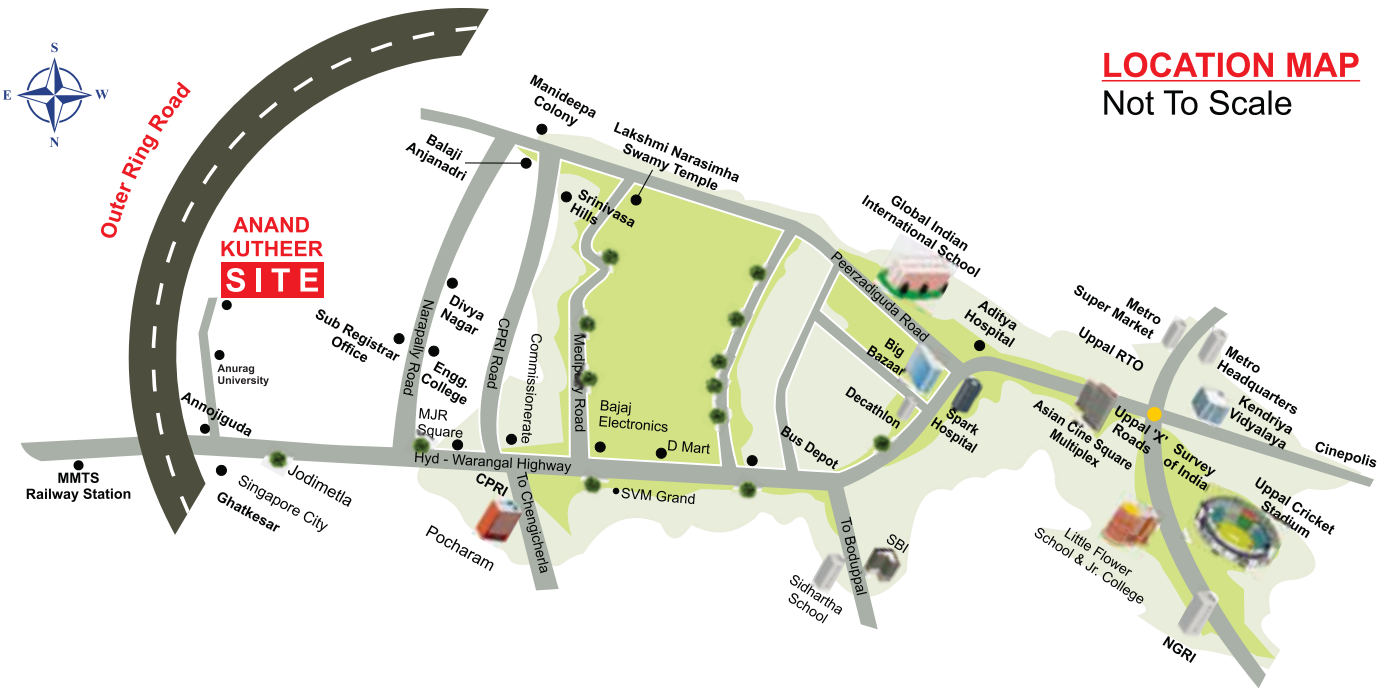 LOCATION MAP
Not To Scale
S
E
W
N
Outer Ring Road
ANAND
KUTHEER
SITE
Anurag
University
Annojiguda
MMTS
Railway Station
Ghatkesar
Singapore City
Jodimetla
Manideepa
Colony
Balaji
Anjanadri
Lakshmi Narasimha
Swamy Temple
Srinivasa
Hills
Divya
Nagar
Sub Registrar
Office
Engg.
College
Narapally Road
CPRI Road
Commissionerate
Medipally Road
MJR
Square
Bajaj
Electronics
D Mart
Hyd - Warangal Highway
CPRI
To Chengicherla
SVM Grand
Pocharam
Global Indian
International School
Peerzadiguda Road
Aditya
Hospital
Big
Bazaar
Decathlon
Spark
Hospital
Bus Depot
To Boduppal
SBI
Sidhartha
School
Metro
Super Market
Uppal RTO
Metro
Headquarters
Kendriya
Vidyalaya
Cinepolis
Asian Cine Square
Multiplex
Uppal 'X'
Roads
Survey
of India
Uppal Cricket
Stadium
Little Flower
School & Jr. College
NGRI